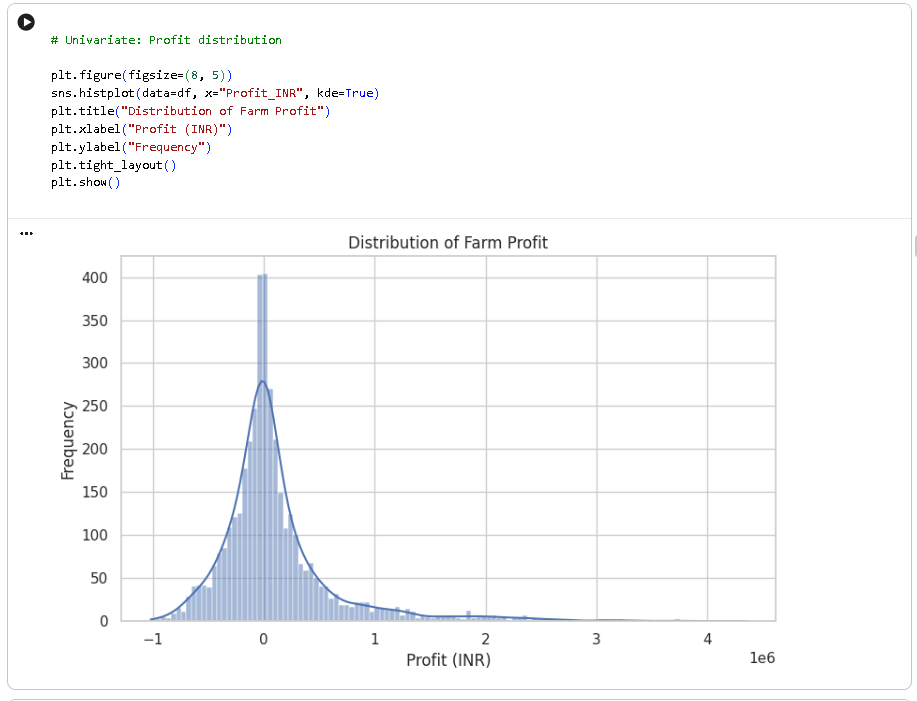 # Univariate: Profit distribution
plt.figure(figsize=(8, 5))
sns.histplot(data=df, x="Profit_INR", kde=True)
plt.title("Distribution of Farm Profit")
plt.xlabel("Profit (INR)")
plt.ylabel("Frequency")
plt.tight_layout()
plt.show()
Distribution of Farm Profit
400
350
300
250
200
150
100
50
0
Frequency
−1 0 1 2 3 4
1e6
Profit (INR)